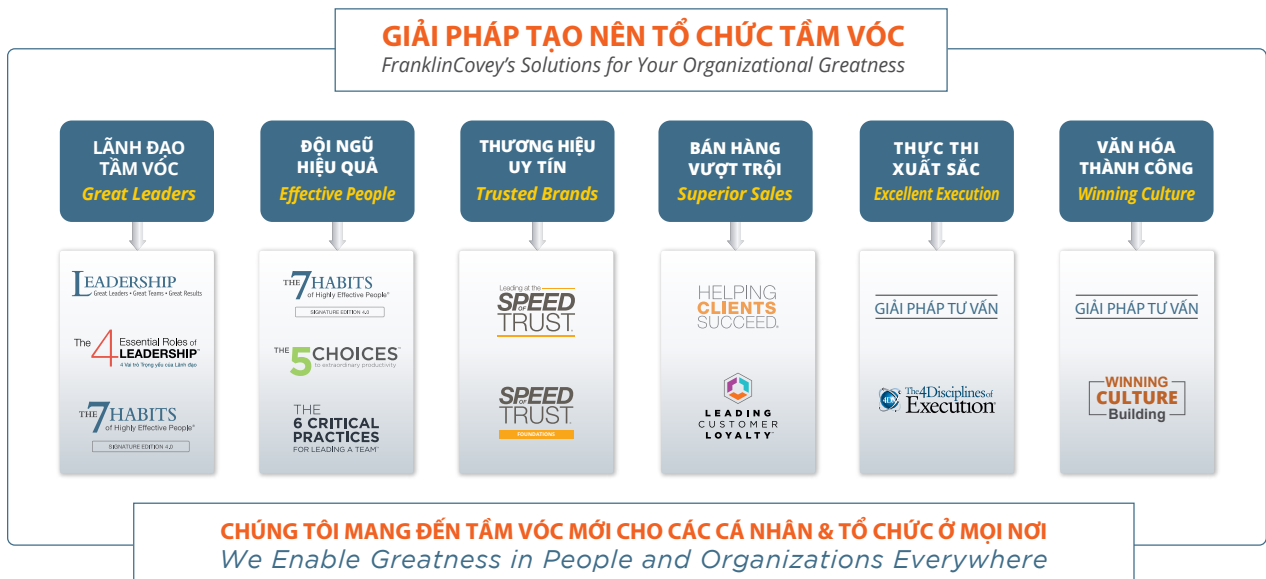 GIẢI PHÁP TẠO NÊN TỔ CHỨC TẦM VÓC
FranklinCovey's Solutions for Your Organizational Greatness
LÃNH ĐẠO
TẦM VÓC
Great Leaders
LEADERSHIP
Great Leaders • Great Teams • Great Results
The 4 Essential Roles of
LEADERSHIP™
4 Vai trò Trọng yếu của Lãnh đạo
THE 7 HABITS
of Highly Effective People®
SIGNATURE EDITION 4.0
ĐỘI NGŨ
HIỆU QUẢ
Effective People
THE 7 HABITS
of Highly Effective People®
SIGNATURE EDITION 4.0
THE 5 CHOICES™
to extraordinary productivity
THE
6 CRITICAL
PRACTICES
FOR LEADING A TEAM™
THƯƠNG HIỆU
UY TÍN
Trusted Brands
Leading at the
SPEED
OF
TRUST
SPEED
OF
TRUST
FOUNDATIONS
BÁN HÀNG
VƯỢT TRỘI
Superior Sales
HELPING
CLIENTS
SUCCEED®
LEADING
CUSTOMER
LOYALTY™
THỰC THI
XUẤT SẮC
Excellent Execution
GIẢI PHÁP TƯ VẤN
4D
The 4 Disciplines of
Execution®
VĂN HÓA
THÀNH CÔNG
Winning Culture
GIẢI PHÁP TƯ VẤN
WINNING
CULTURE
Building
CHÚNG TÔI MANG ĐẾN TẦM VÓC MỚI CHO CÁC CÁ NHÂN & TỔ CHỨC Ở MỌI NƠI
We Enable Greatness in People and Organizations Everywhere